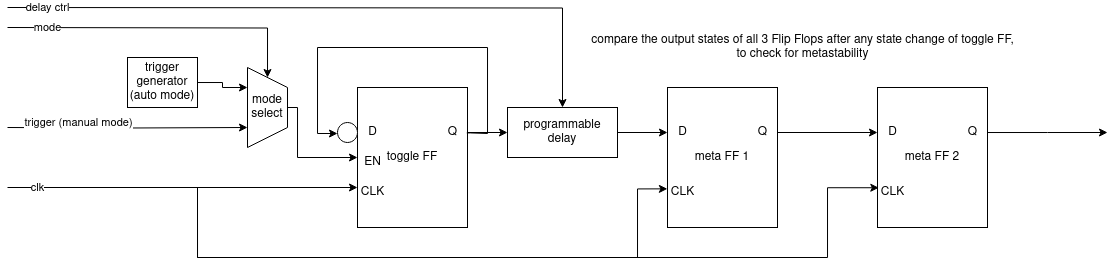 delay ctrl
mode
compare the output states of all 3 Flip Flops after any state change of toggle FF,
to check for metastability
trigger
generator
(auto mode)
mode
select
trigger (manual mode)
D
Q
EN
toggle FF
CLK
programmable
delay
D
Q
meta FF 1
CLK
D
Q
meta FF 2
CLK
clk